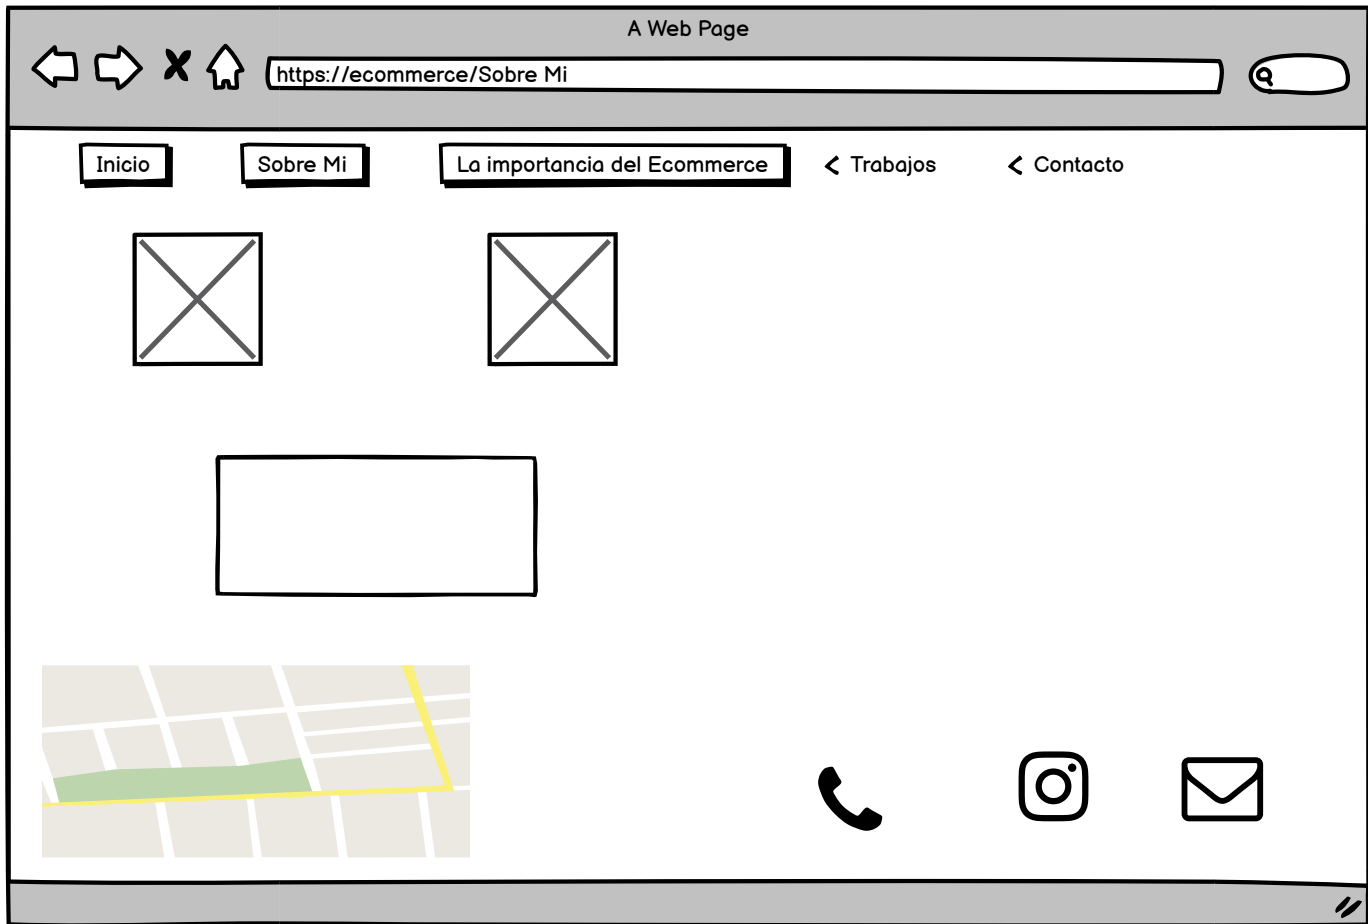 A Web Page
https://ecommerce/Sobre Mi
Inicio
Sobre Mi
La importancia del Ecommerce
Trabajos
Contacto